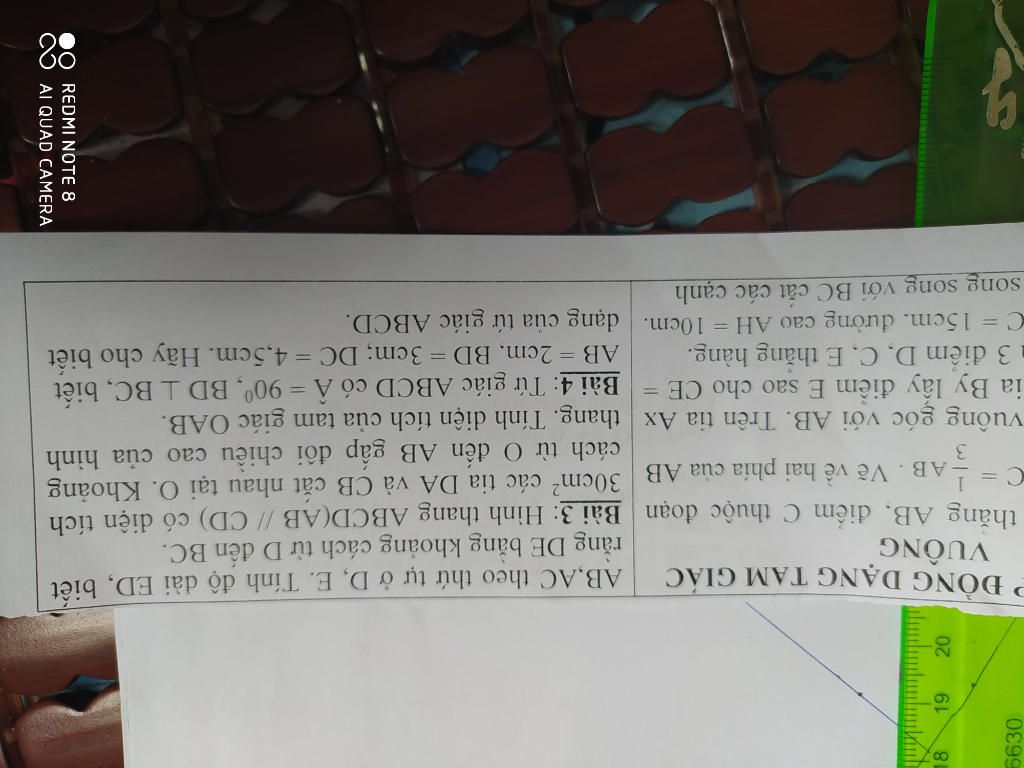 P ĐỒNG DẠNG TAM GIÁC
VUÔNG
thẳng AB, điểm C thuộc đoạn
C = 1/3 AB . Vẽ về hai phía của AB
vuông góc với AB. Trên tia Ax
ia By lấy điểm E sao cho CE =
3 điểm D, C, E thẳng hàng.
C = 15cm. đường cao AH = 10cm.
song song với BC cắt các cạnh
AB,AC theo thứ tự ở D, E. Tính độ dài ED, biết
rằng DE bằng khoảng cách từ D đến BC.
Bài 3: Hình thang ABCD(AB // CD) có diện tích
30cm² các tia DA và CB cắt nhau tại O. Khoảng
cách từ O đến AB gấp đôi chiều cao của hình
thang. Tính diện tích của tam giác OAB.
Bài 4: Tứ giác ABCD có Â = 90⁰, BD ⊥ BC, biết
AB = 2cm, BD = 3cm; DC = 4,5cm. Hãy cho biết
dạng của tứ giác ABCD.
REDMI NOTE 8
AI QUAD CAMERA
20
19
18
6630
28 29 30